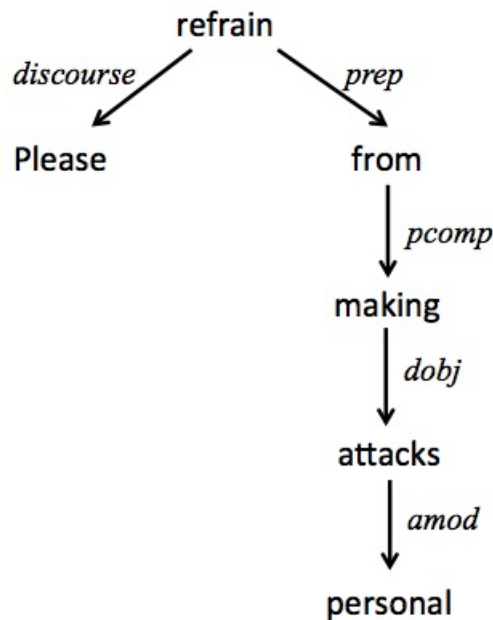 refrain
discourse prep
Please from
pcomp
making
dobj
attacks
amod
personal